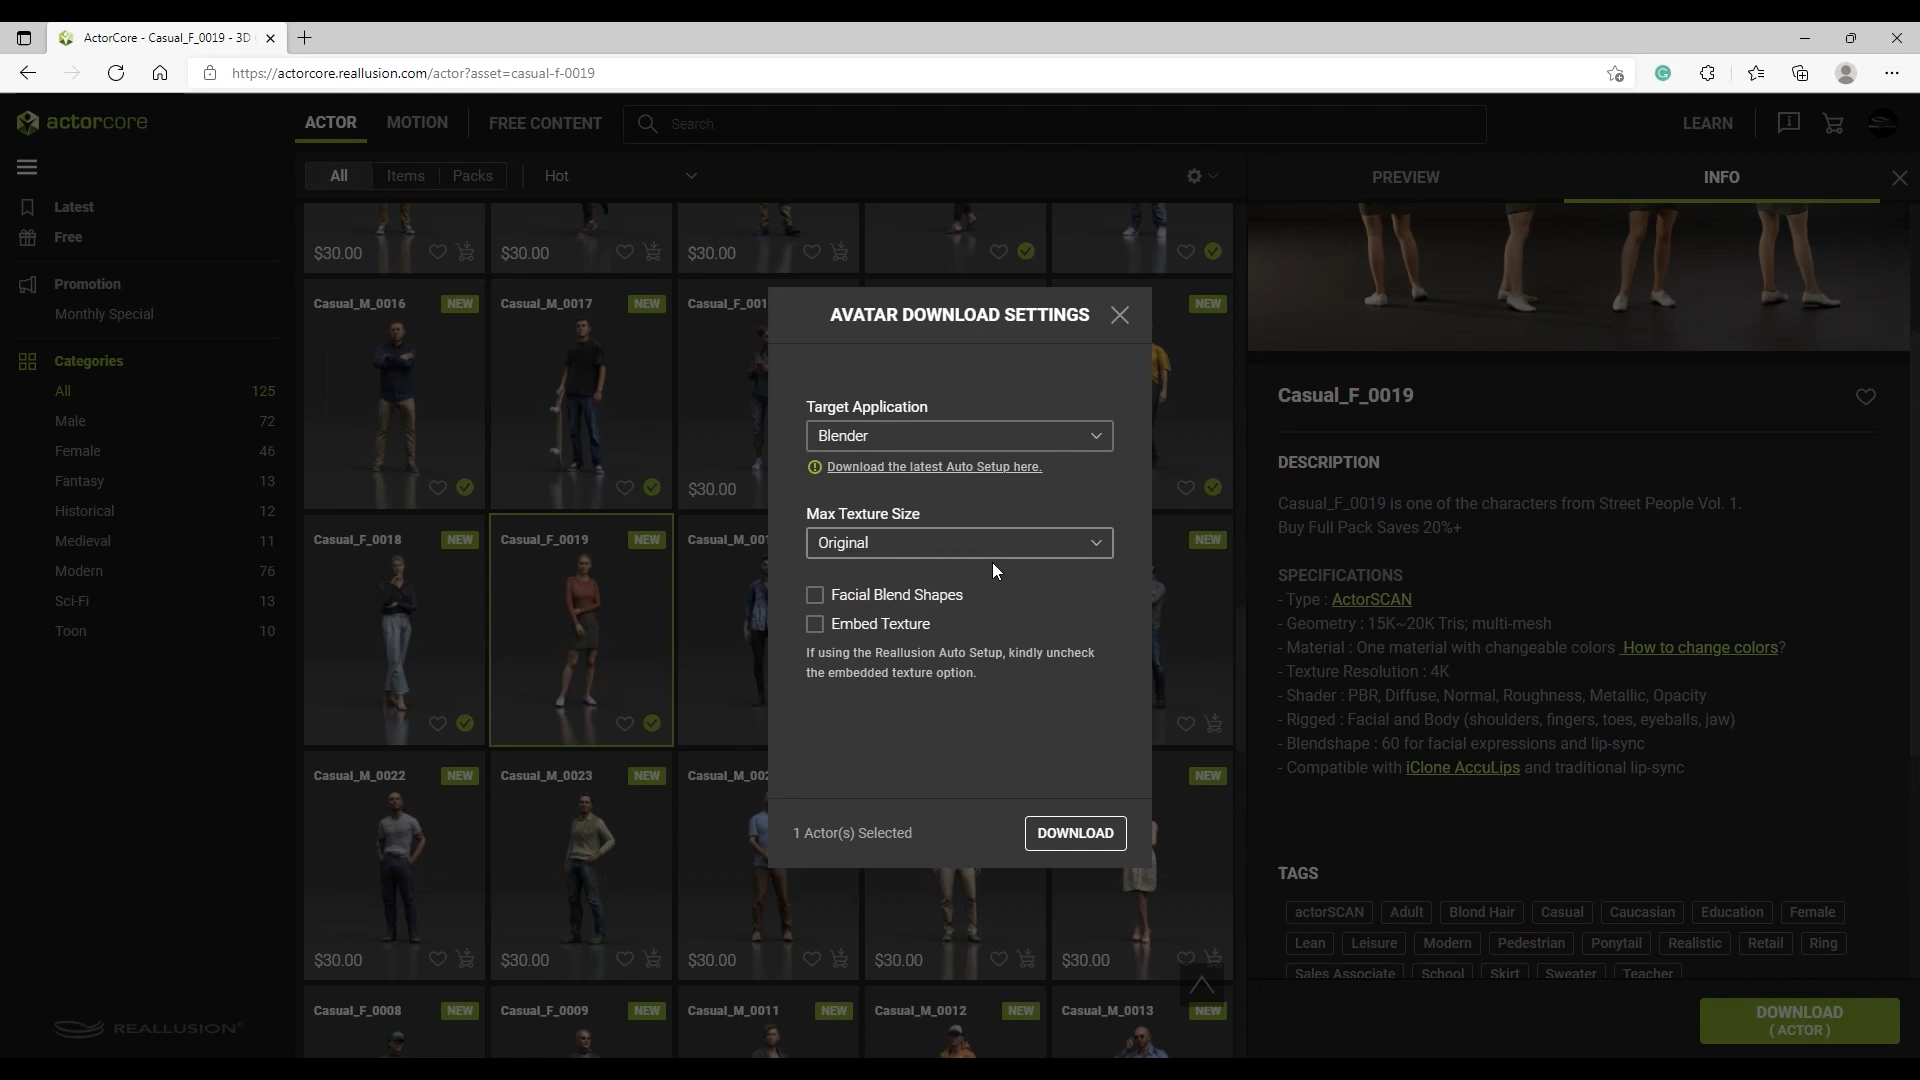 ActorCore - Casual_F_0019 - 3D
https://actorcore.reallusion.com/actor?asset=casual-f-0019
actorcore
ACTOR
MOTION
FREE CONTENT
Search
LEARN
All
Items
Packs
Hot
PREVIEW
INFO
Latest
Free
Promotion
Monthly Special
Categories
All 125
Male 72
Female 46
Fantasy 13
Historical 12
Medieval 11
Modern 76
Sci-Fi 13
Toon 10
REALLUSION
$30.00
$30.00
$30.00
Casual_M_0016 NEW
Casual_M_0017 NEW
Casual_F_001
NEW
$30.00
Casual_F_0018 NEW
Casual_F_0019 NEW
Casual_M_001
NEW
Casual_M_0022 NEW
Casual_M_0023 NEW
Casual_M_002
NEW
$30.00
$30.00
$30.00
$30.00
$30.00
Casual_F_0008 NEW
Casual_F_0009 NEW
Casual_M_0011 NEW
Casual_M_0012 NEW
Casual_M_0013 NEW
AVATAR DOWNLOAD SETTINGS
Target Application
Blender
Download the latest Auto Setup here.
Max Texture Size
Original
Facial Blend Shapes
Embed Texture
If using the Reallusion Auto Setup, kindly uncheck
the embedded texture option.
1 Actor(s) Selected
DOWNLOAD
Casual_F_0019
DESCRIPTION
Casual_F_0019 is one of the characters from Street People Vol. 1.
Buy Full Pack Saves 20%+
SPECIFICATIONS
- Type : ActorSCAN
- Geometry : 15K~20K Tris; multi-mesh
- Material : One material with changeable colors How to change colors?
- Texture Resolution : 4K
- Shader : PBR, Diffuse, Normal, Roughness, Metallic, Opacity
- Rigged : Facial and Body (shoulders, fingers, toes, eyeballs, jaw)
- Blendshape : 60 for facial expressions and lip-sync
- Compatible with iClone AccuLips and traditional lip-sync
TAGS
actorSCAN Adult Blond Hair Casual Caucasian Education Female
Lean Leisure Modern Pedestrian Ponytail Realistic Retail Ring
Sales Associate School Skirt Sweater Teacher
DOWNLOAD
( ACTOR )